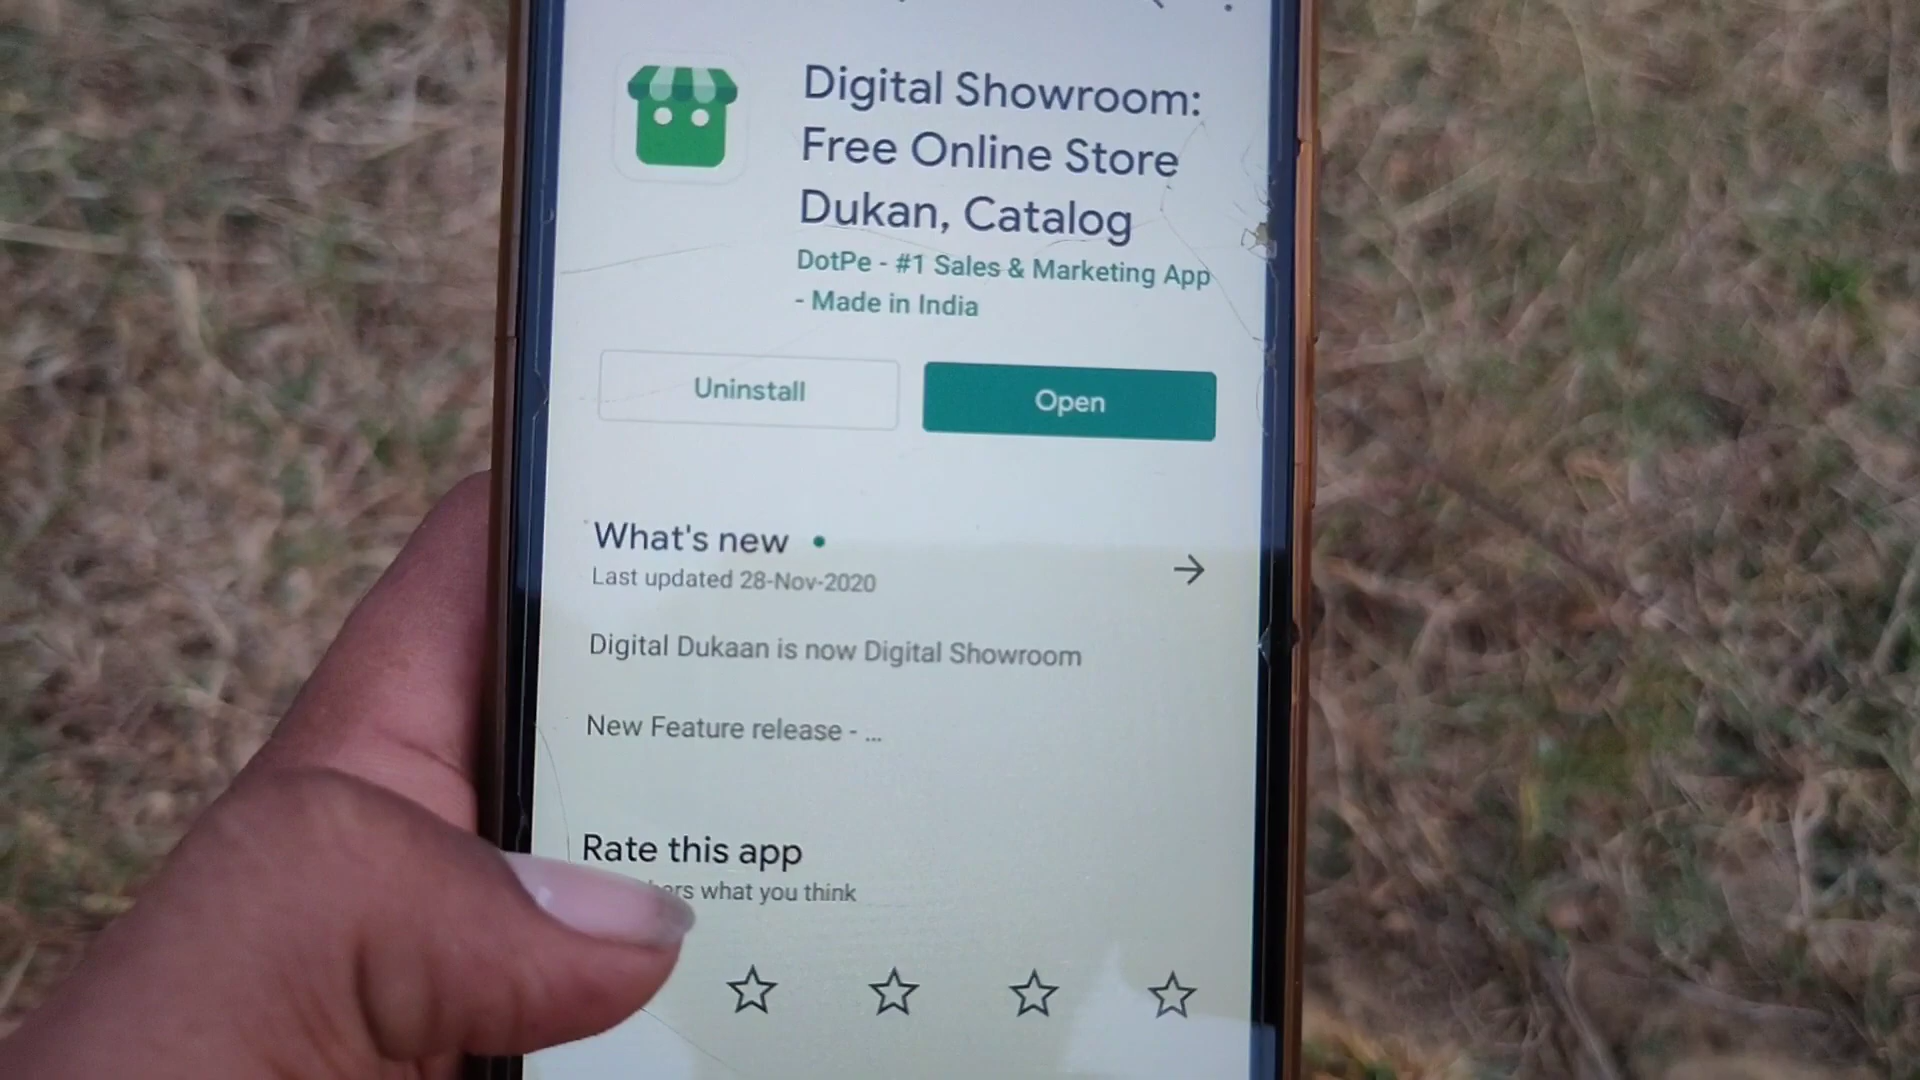 Digital Showroom:
Free Online Store
Dukan, Catalog
DotPe - #1 Sales & Marketing App
- Made in India
Uninstall
Open
What's new
Last updated 28-Nov-2020
Digital Dukaan is now Digital Showroom
New Feature release - ...
Rate this app
what you think